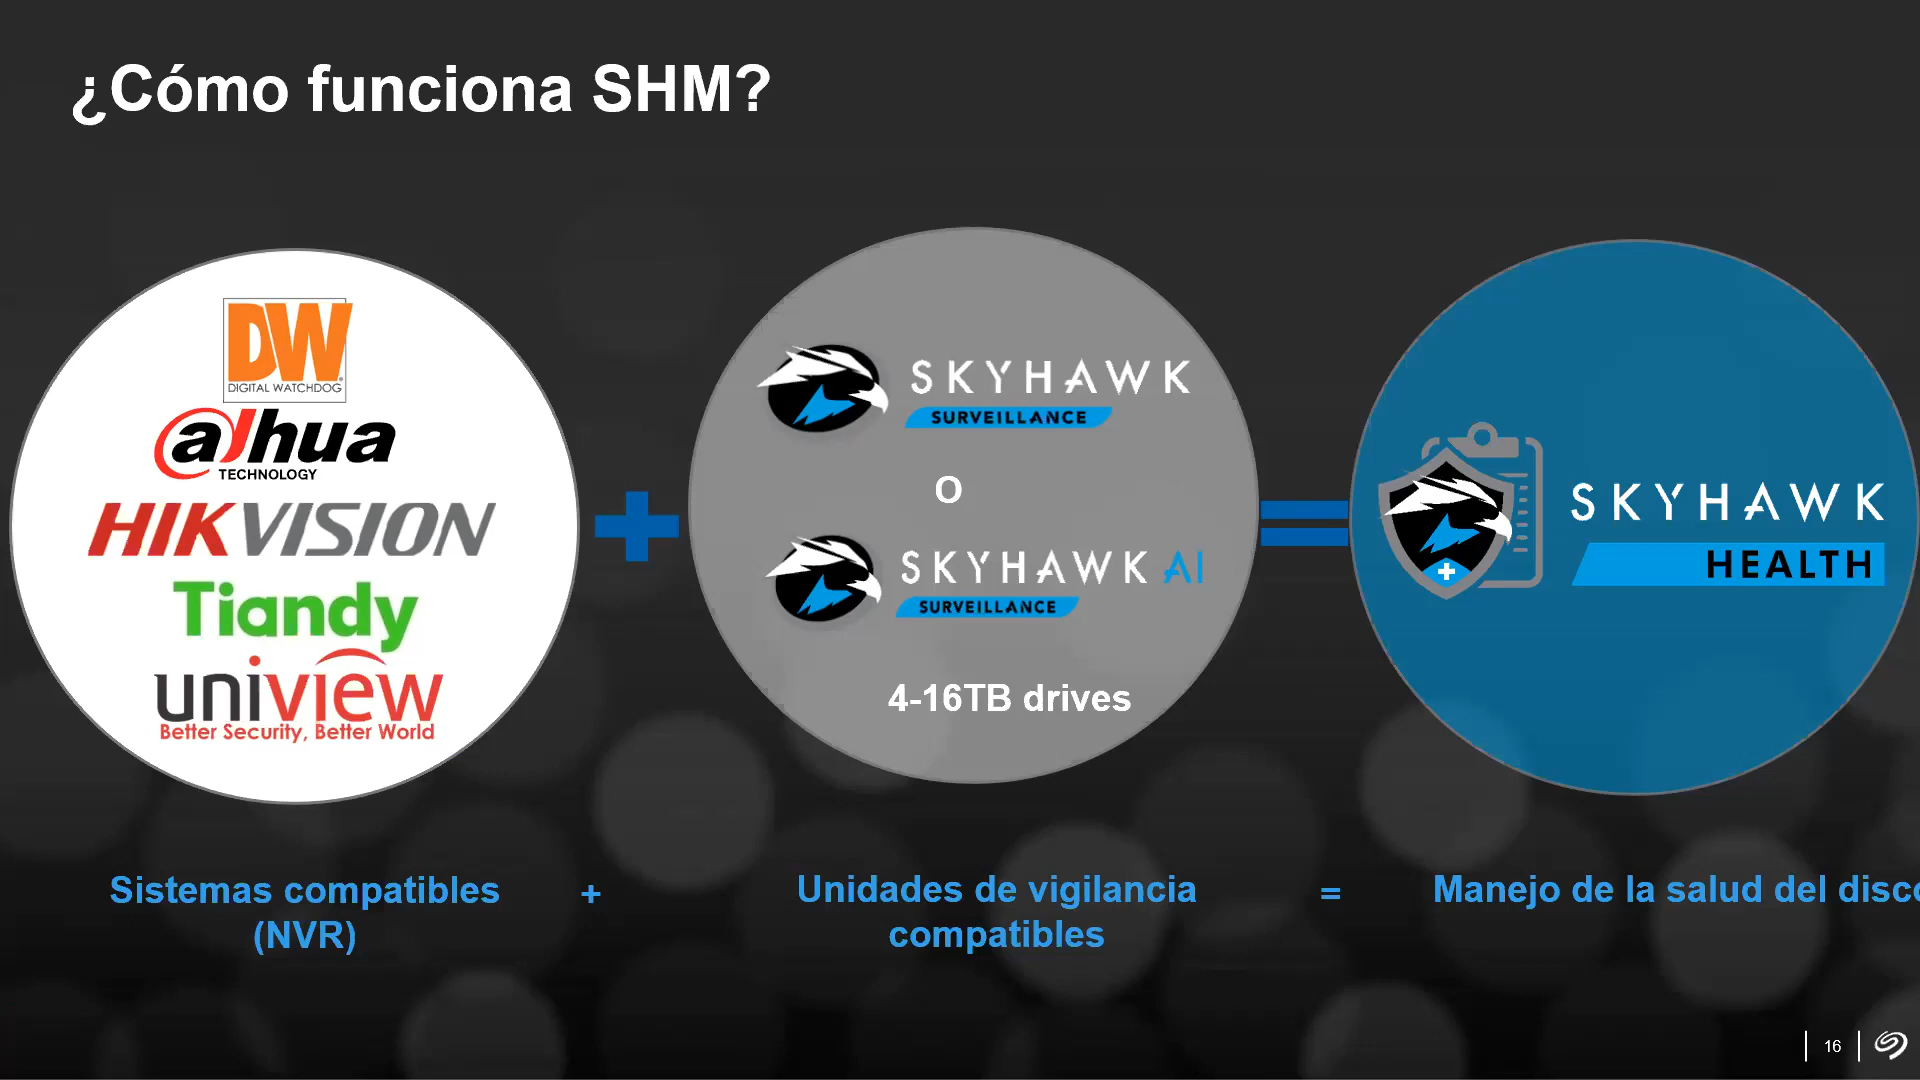 ¿Cómo funciona SHM?
DW
DIGITAL WATCHDOG
alhua
TECHNOLOGY
HIKVISION
Tiandy
uniview
Better Security, Better World
SKYHAWK
SURVEILLANCE
O
SKYHAWK AI
SURVEILLANCE
4-16TB drives
SKYHAWK
HEALTH
Sistemas compatibles
(NVR)
+
Unidades de vigilancia
compatibles
=
Manejo de la salud del disco
16